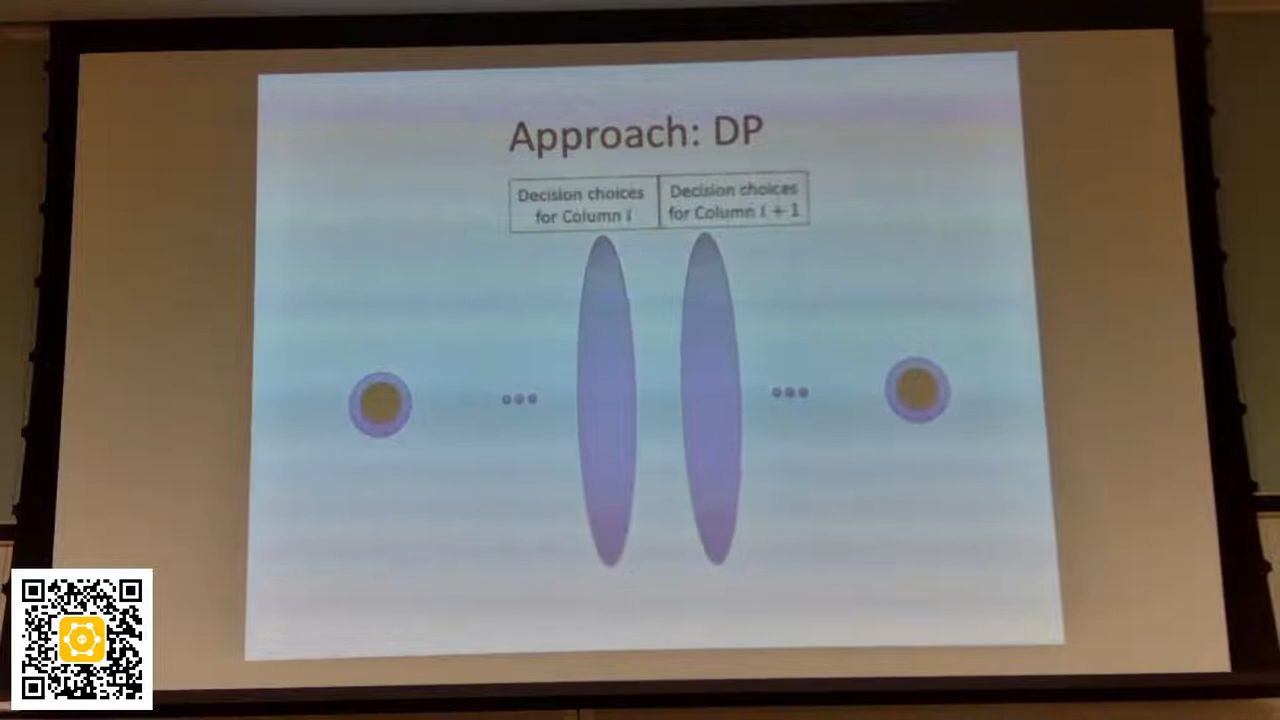 Approach: DP
Decision choices
for Column i
Decision choices
for Column i + 1